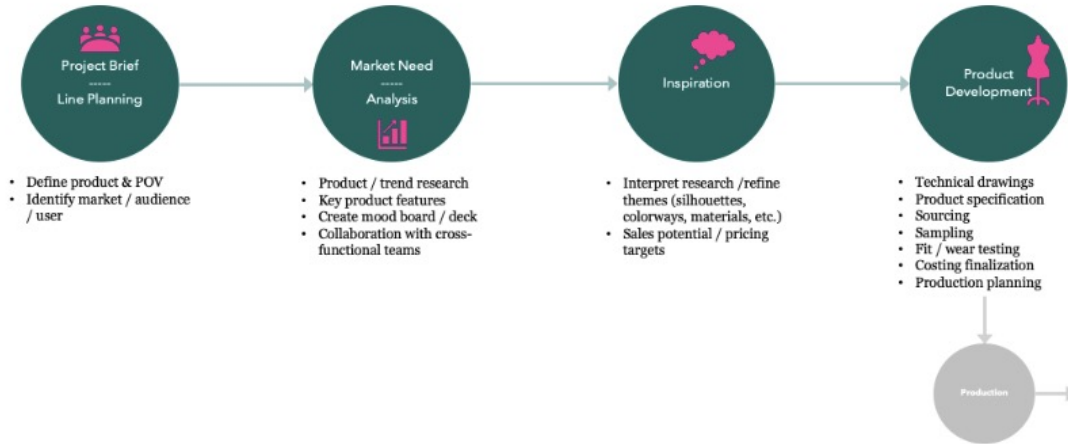 Project Brief
-----
Line Planning
• Define product & POV
• Identify market / audience
/ user
Market Need
-----
Analysis
• Product / trend research
• Key product features
• Create mood board / deck
• Collaboration with cross-
functional teams
Inspiration
• Interpret research /refine
themes (silhouettes,
colorways, materials, etc.)
• Sales potential / pricing
targets
Product
Development
• Technical drawings
• Product specification
• Sourcing
• Sampling
• Fit / wear testing
• Costing finalization
• Production planning
Production